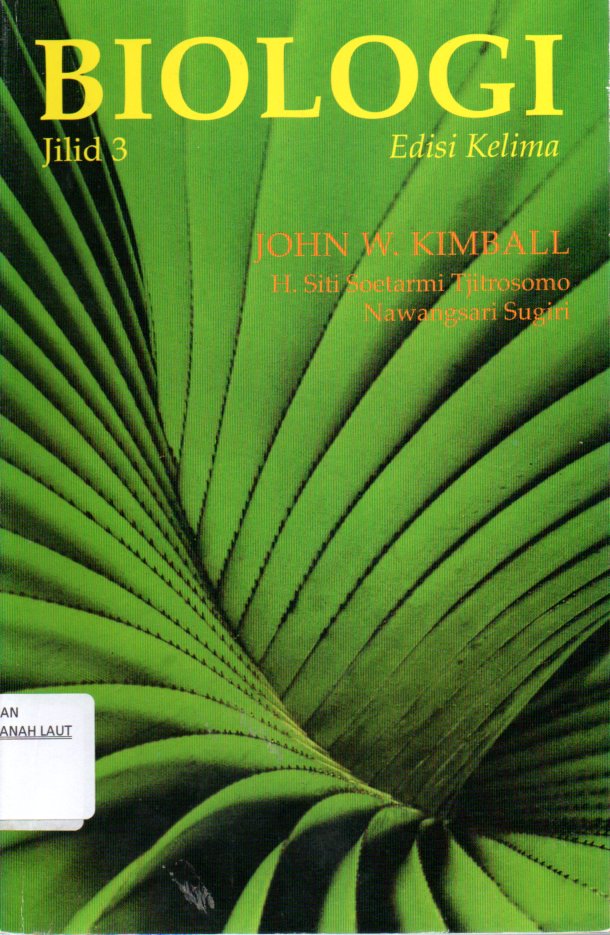 BIOLOGI
Jilid 3
Edisi Kelima
JOHN W. KIMBALL
H. Siti Soetarmi Tjitrosomo
Nawangsari Sugiri
AN
ANAH LAUT